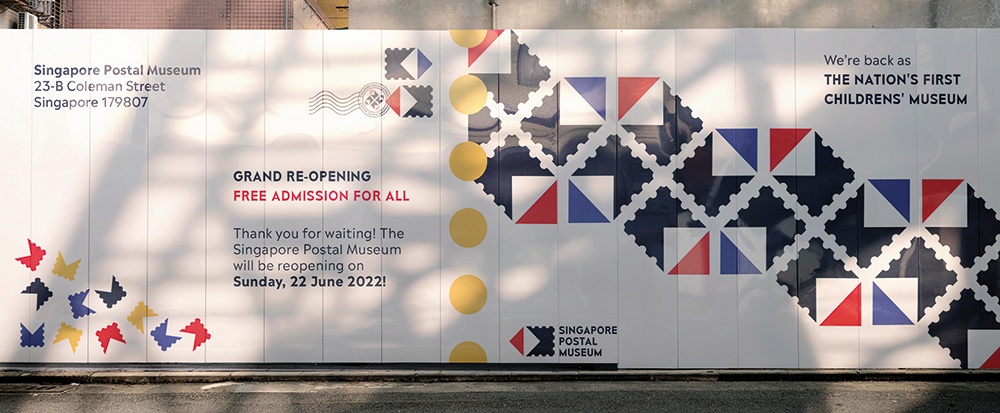 Singapore Postal Museum
23-B Coleman Street
Singapore 179807
GRAND RE-OPENING
FREE ADMISSION FOR ALL
Thank you for waiting! The
Singapore Postal Museum
will be reopening on
Sunday, 22 June 2022!
SINGAPORE
POSTAL
MUSEUM
We're back as
THE NATION'S FIRST
CHILDRENS' MUSEUM